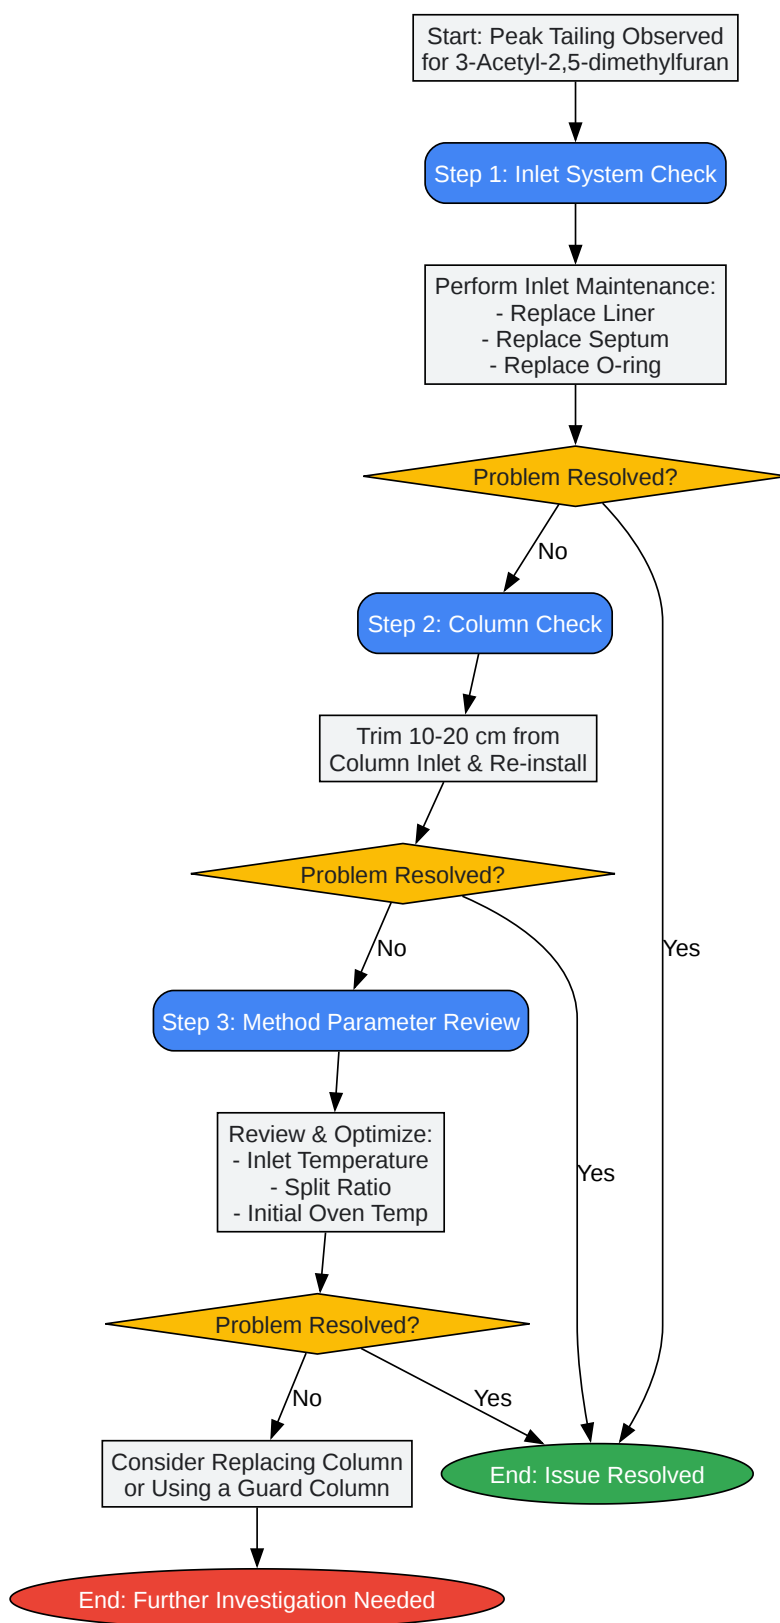 Start: Peak Tailing Observed
for 3-Acetyl-2,5-dimethylfuran
Step 1: Inlet System Check
Perform Inlet Maintenance:
- Replace Liner
- Replace Septum
- Replace O-ring
Problem Resolved?
No
Step 2: Column Check
Trim 10-20 cm from
Column Inlet & Re-install
Problem Resolved?
No
Yes
Step 3: Method Parameter Review
Review & Optimize:
- Inlet Temperature
- Split Ratio
- Initial Oven Temp
Yes
Problem Resolved?
No
Yes
Consider Replacing Column
or Using a Guard Column
End: Issue Resolved
End: Further Investigation Needed